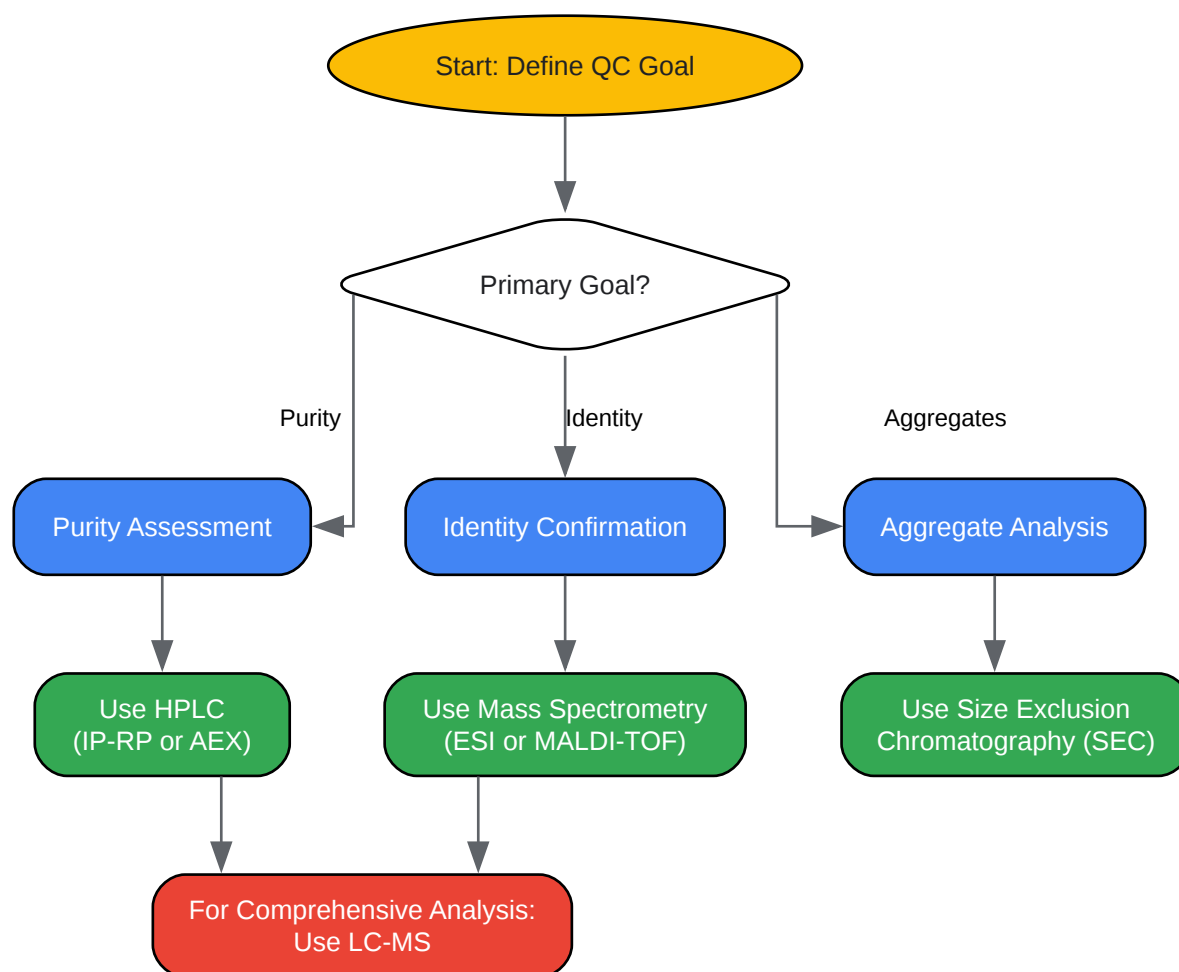 Start: Define QC Goal
Primary Goal?
Purity
Identity
Aggregates
Purity Assessment
Identity Confirmation
Aggregate Analysis
Use HPLC
(IP-RP or AEX)
Use Mass Spectrometry
(ESI or MALDI-TOF)
Use Size Exclusion
Chromatography (SEC)
For Comprehensive Analysis:
Use LC-MS